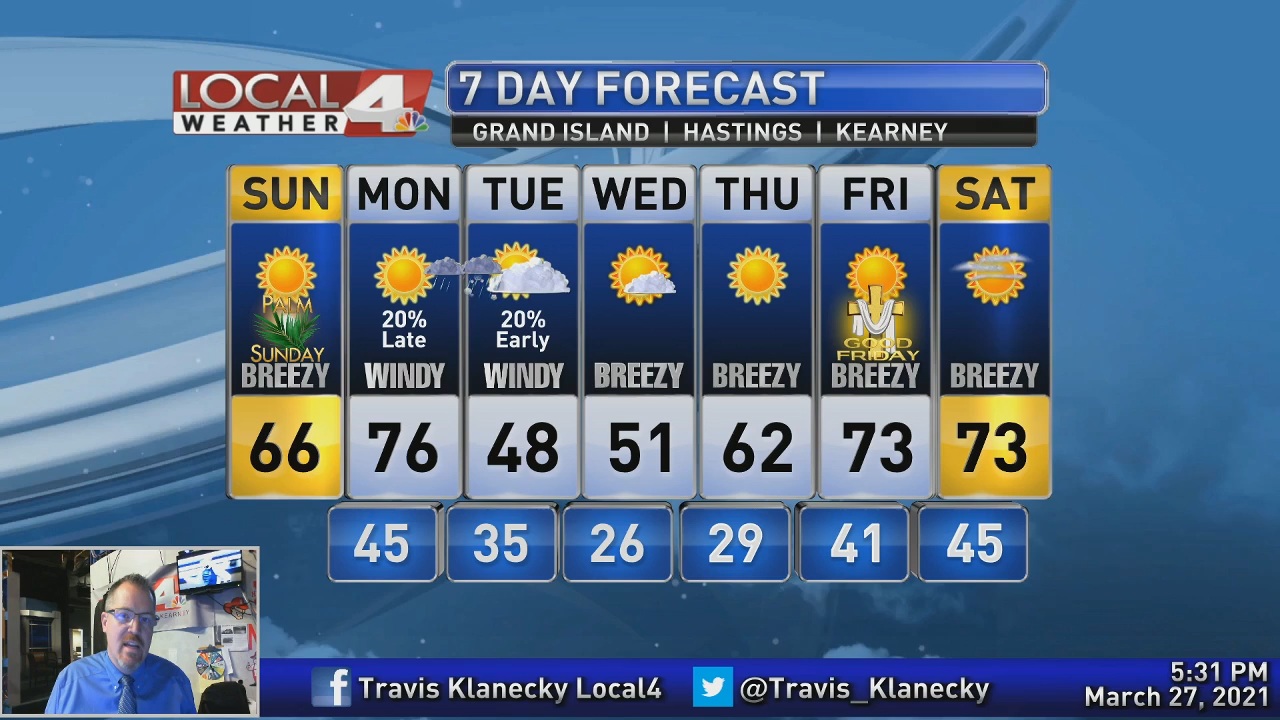 LOCAL 4
WEATHER
7 DAY FORECAST
GRAND ISLAND | HASTINGS | KEARNEY
SUN MON TUE WED THU FRI SAT
PALM
SUNDAY
20%
Late
20%
Early
GOOD
FRIDAY
BREEZY WINDY WINDY BREEZY BREEZY BREEZY BREEZY
66 76 48 51 62 73 73
45 35 26 29 41 45
4
KEARNEY
Travis Klanecky Local4
@Travis_Klanecky
5:31 PM
March 27, 2021